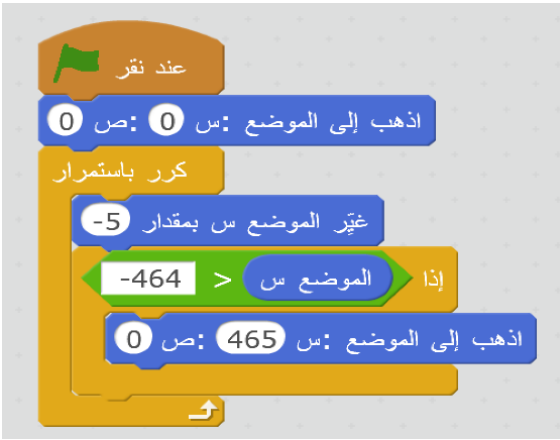 عند نقر
اذهب إلى الموضع :س 0 :ص 0
كرر باستمرار
غيّر الموضع س بمقدار -5
إذا الموضع س < -464
اذهب إلى الموضع :س 465 :ص 0